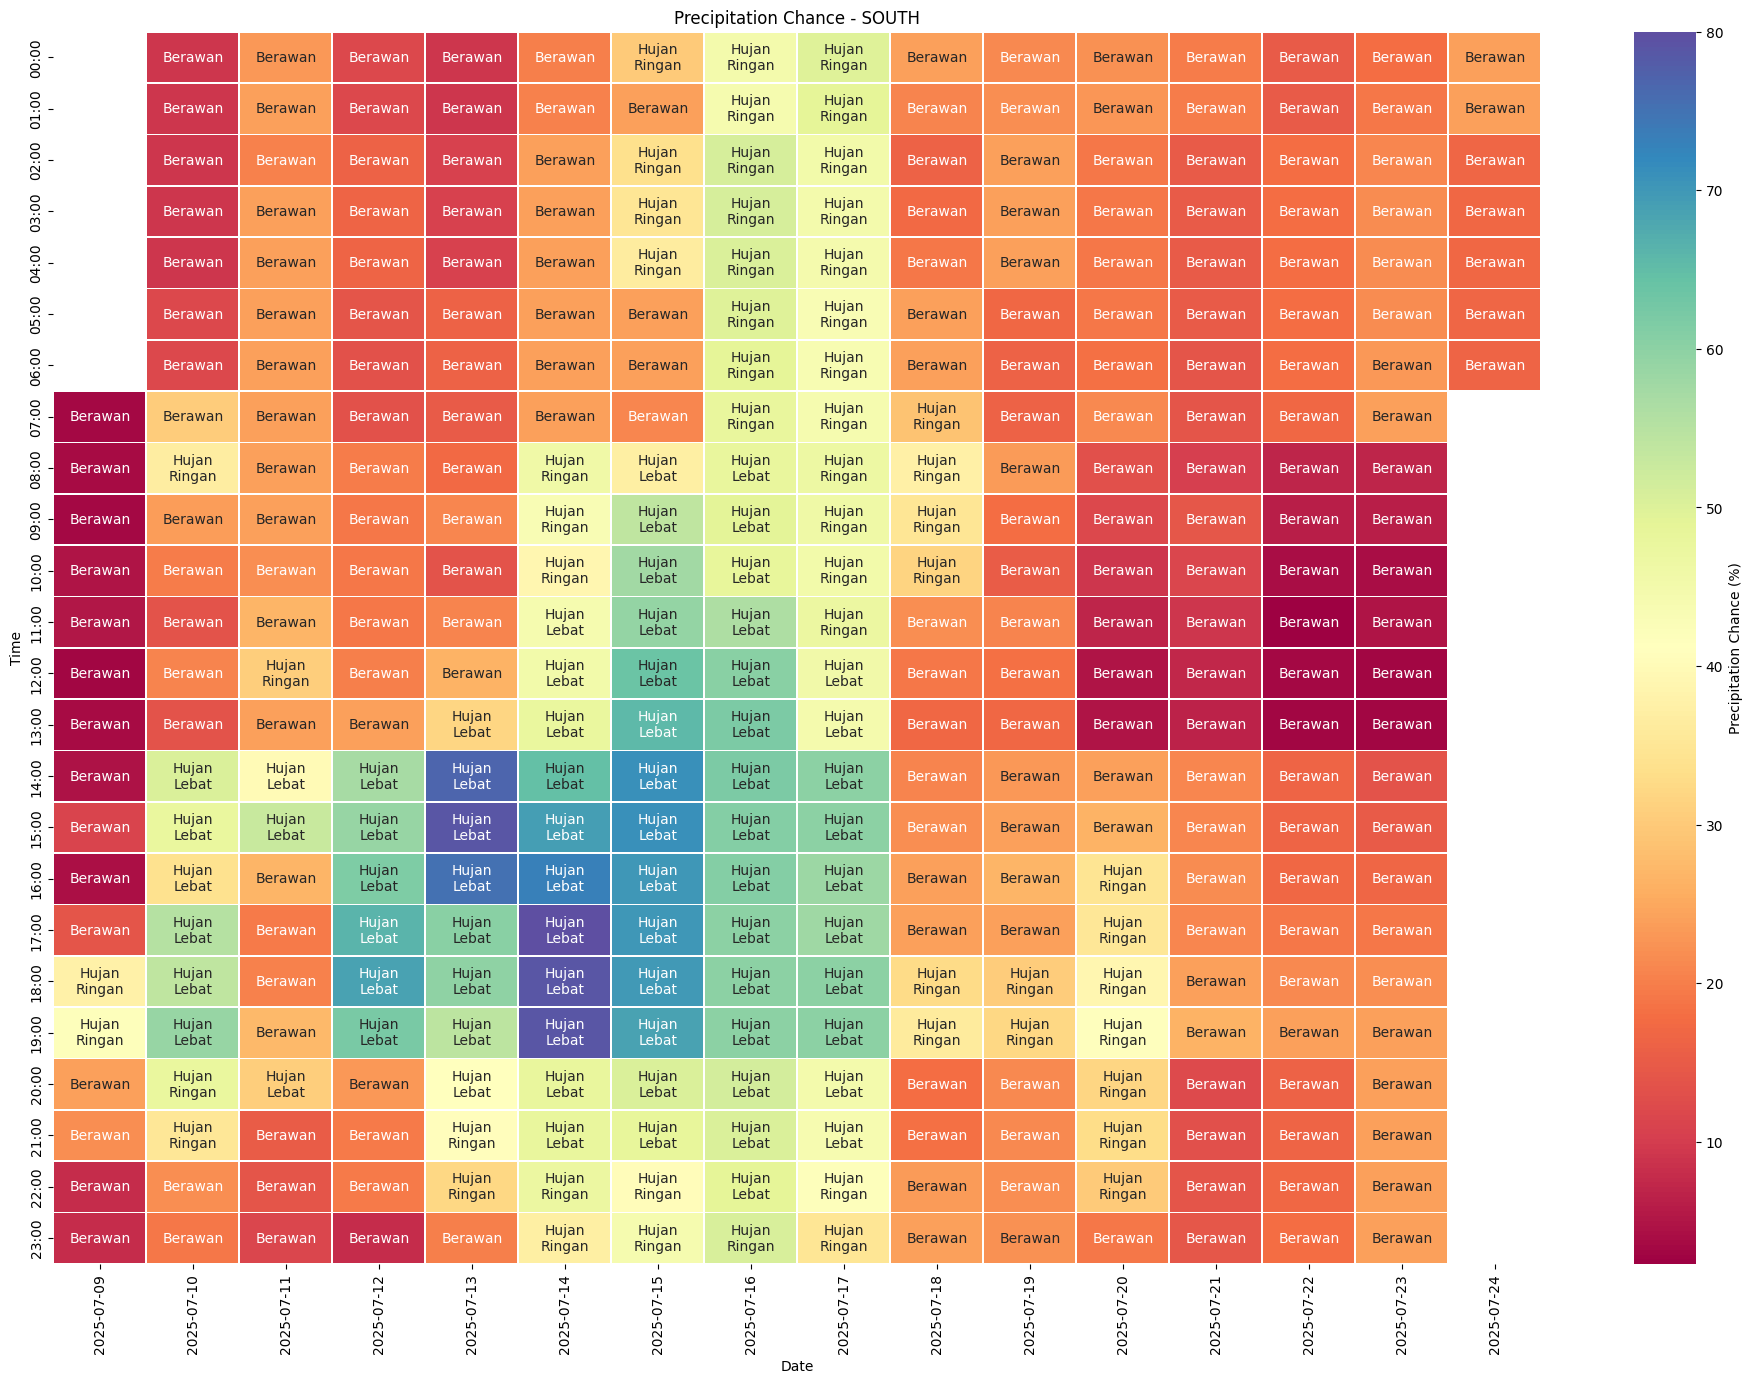 Precipitation Chance - SOUTH
00:00 Berawan Berawan Berawan Berawan Berawan Hujan Ringan Hujan Ringan Hujan Ringan Berawan Berawan Berawan Berawan Berawan Berawan Berawan
01:00 Berawan Berawan Berawan Berawan Berawan Berawan Hujan Ringan Hujan Ringan Berawan Berawan Berawan Berawan Berawan Berawan Berawan
02:00 Berawan Berawan Berawan Berawan Berawan Hujan Ringan Hujan Ringan Hujan Ringan Berawan Berawan Berawan Berawan Berawan Berawan Berawan
03:00 Berawan Berawan Berawan Berawan Berawan Hujan Ringan Hujan Ringan Hujan Ringan Berawan Berawan Berawan Berawan Berawan Berawan Berawan
04:00 Berawan Berawan Berawan Berawan Berawan Hujan Ringan Hujan Ringan Hujan Ringan Berawan Berawan Berawan Berawan Berawan Berawan Berawan
05:00 Berawan Berawan Berawan Berawan Berawan Berawan Hujan Ringan Hujan Ringan Berawan Berawan Berawan Berawan Berawan Berawan Berawan
06:00 Berawan Berawan Berawan Berawan Berawan Berawan Hujan Ringan Hujan Ringan Berawan Berawan Berawan Berawan Berawan Berawan Berawan
07:00 Berawan Berawan Berawan Berawan Berawan Berawan Berawan Hujan Ringan Hujan Ringan Hujan Ringan Berawan Berawan Berawan Berawan Berawan
08:00 Berawan Hujan Ringan Berawan Berawan Berawan Hujan Ringan Hujan Lebat Hujan Lebat Hujan Ringan Hujan Ringan Berawan Berawan Berawan Berawan Berawan
09:00 Berawan Berawan Berawan Berawan Berawan Hujan Ringan Hujan Lebat Hujan Lebat Hujan Ringan Hujan Ringan Berawan Berawan Berawan Berawan Berawan
10:00 Berawan Berawan Berawan Berawan Berawan Hujan Ringan Hujan Lebat Hujan Lebat Hujan Ringan Hujan Ringan Berawan Berawan Berawan Berawan Berawan
11:00 Berawan Berawan Berawan Berawan Berawan Hujan Lebat Hujan Lebat Hujan Lebat Hujan Ringan Berawan Berawan Berawan Berawan Berawan Berawan
12:00 Berawan Berawan Hujan Ringan Berawan Berawan Hujan Lebat Hujan Lebat Hujan Lebat Hujan Lebat Berawan Berawan Berawan Berawan Berawan Berawan
13:00 Berawan Berawan Berawan Berawan Hujan Lebat Hujan Lebat Hujan Lebat Hujan Lebat Hujan Lebat Berawan Berawan Berawan Berawan Berawan Berawan
14:00 Berawan Hujan Lebat Hujan Lebat Hujan Lebat Hujan Lebat Hujan Lebat Hujan Lebat Hujan Lebat Hujan Lebat Berawan Berawan Berawan Berawan Berawan Berawan
15:00 Berawan Hujan Lebat Hujan Lebat Hujan Lebat Hujan Lebat Hujan Lebat Hujan Lebat Hujan Lebat Hujan Lebat Berawan Berawan Berawan Berawan Berawan Berawan
16:00 Berawan Hujan Lebat Berawan Hujan Lebat Hujan Lebat Hujan Lebat Hujan Lebat Hujan Lebat Hujan Lebat Berawan Berawan Hujan Ringan Berawan Berawan Berawan
17:00 Berawan Hujan Lebat Berawan Hujan Lebat Hujan Lebat Hujan Lebat Hujan Lebat Hujan Lebat Hujan Lebat Berawan Berawan Hujan Ringan Berawan Berawan Berawan
18:00 Hujan Ringan Hujan Lebat Berawan Hujan Lebat Hujan Lebat Hujan Lebat Hujan Lebat Hujan Lebat Hujan Lebat Hujan Ringan Hujan Ringan Hujan Ringan Berawan Berawan Berawan
19:00 Hujan Ringan Hujan Lebat Berawan Hujan Lebat Hujan Lebat Hujan Lebat Hujan Lebat Hujan Lebat Hujan Lebat Hujan Ringan Hujan Ringan Hujan Ringan Berawan Berawan Berawan
20:00 Berawan Hujan Ringan Hujan Lebat Berawan Hujan Lebat Hujan Lebat Hujan Lebat Hujan Lebat Hujan Lebat Berawan Berawan Hujan Ringan Berawan Berawan Berawan
21:00 Berawan Hujan Ringan Berawan Berawan Hujan Ringan Hujan Lebat Hujan Lebat Hujan Lebat Hujan Lebat Berawan Berawan Hujan Ringan Berawan Berawan Berawan
22:00 Berawan Berawan Berawan Berawan Hujan Ringan Hujan Ringan Hujan Ringan Hujan Lebat Hujan Ringan Berawan Berawan Hujan Ringan Berawan Berawan Berawan
23:00 Berawan Berawan Berawan Berawan Berawan Hujan Ringan Hujan Ringan Hujan Ringan Hujan Ringan Berawan Berawan Berawan Berawan Berawan Berawan
Time
2025-07-09 2025-07-10 2025-07-11 2025-07-12 2025-07-13 2025-07-14 2025-07-15 2025-07-16 2025-07-17 2025-07-18 2025-07-19 2025-07-20 2025-07-21 2025-07-22 2025-07-23 2025-07-24
Date
80
70
60
50
40
30
20
10
Precipitation Chance (%)